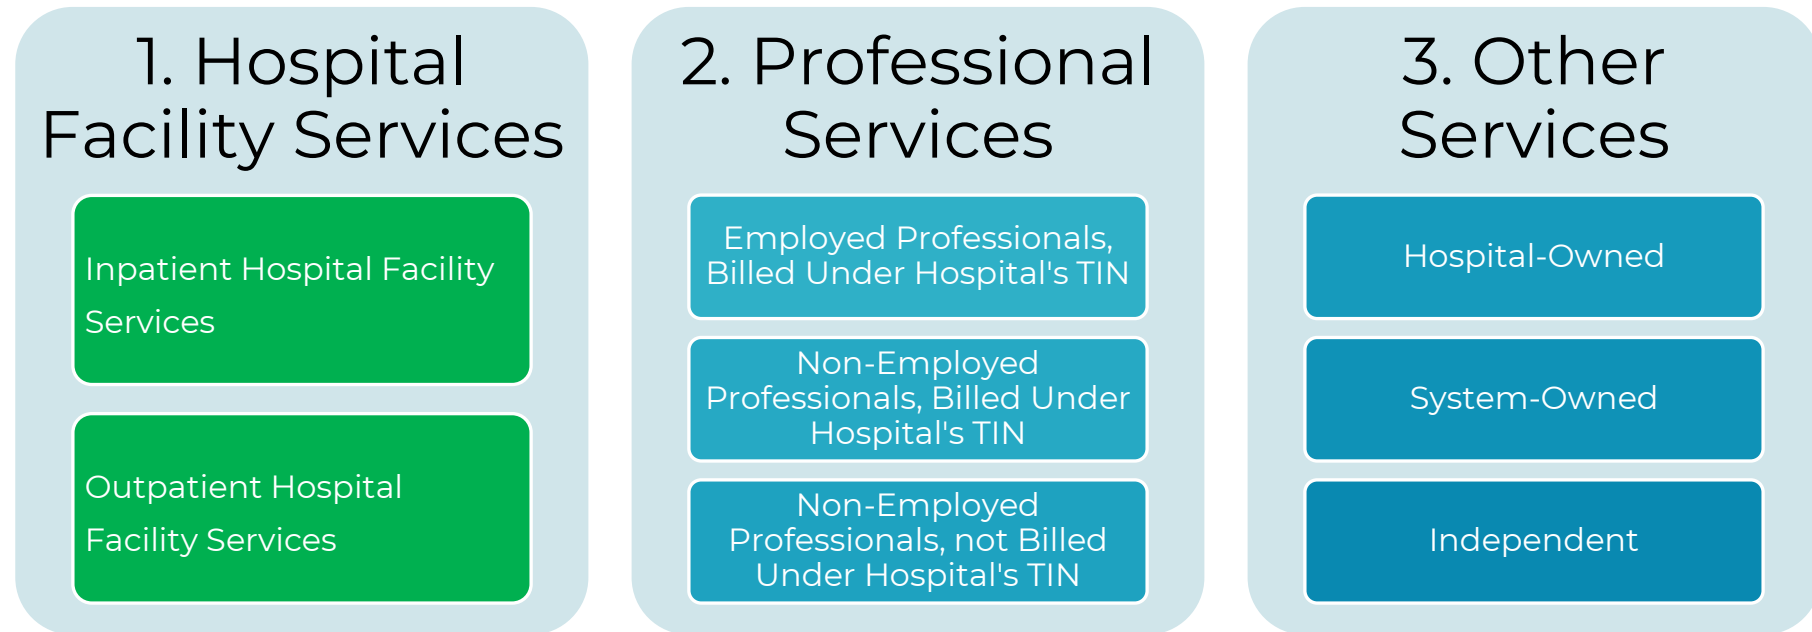 1. Hospital
Facility Services
Inpatient Hospital Facility
Services
Outpatient Hospital
Facility Services
2. Professional
Services
Employed Professionals,
Billed Under Hospital's TIN
Non-Employed
Professionals, Billed Under
Hospital's TIN
Non-Employed
Professionals, not Billed
Under Hospital's TIN
3. Other
Services
Hospital-Owned
System-Owned
Independent